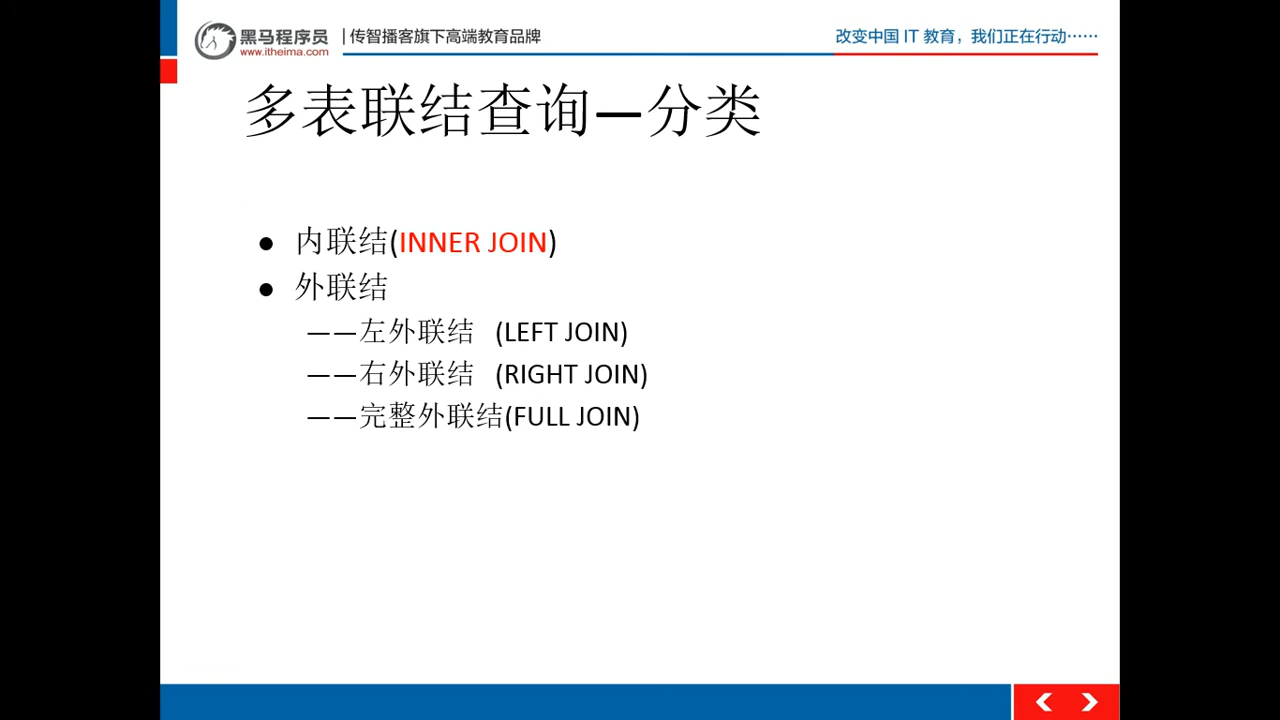 黑马程序员 |传智播客旗下高端教育品牌
www.itheima.com
改变中国 IT 教育，我们正在行动……
多表联结查询—分类
● 内联结(INNER JOIN)
● 外联结
——左外联结 (LEFT JOIN)
——右外联结 (RIGHT JOIN)
——完整外联结(FULL JOIN)